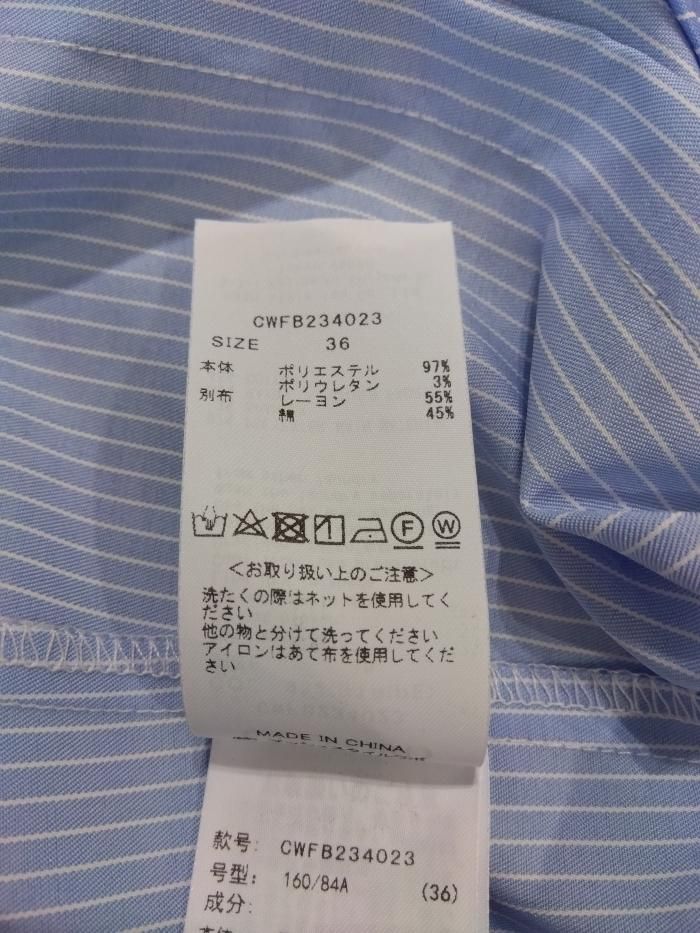 CWFB234023
SIZE 36
本体 ポリエステル 97%
ポリウレタン 3%
別布 レーヨン 55%
綿 45%
F W
＜お取り扱い上のご注意＞
洗たくの際はネットを使用してく
ださい
他の物と分けて洗ってください
アイロンはあて布を使用してくだ
さい
MADE IN CHINA
款号: CWFB234023
号型: 160/84A (36)
成分: